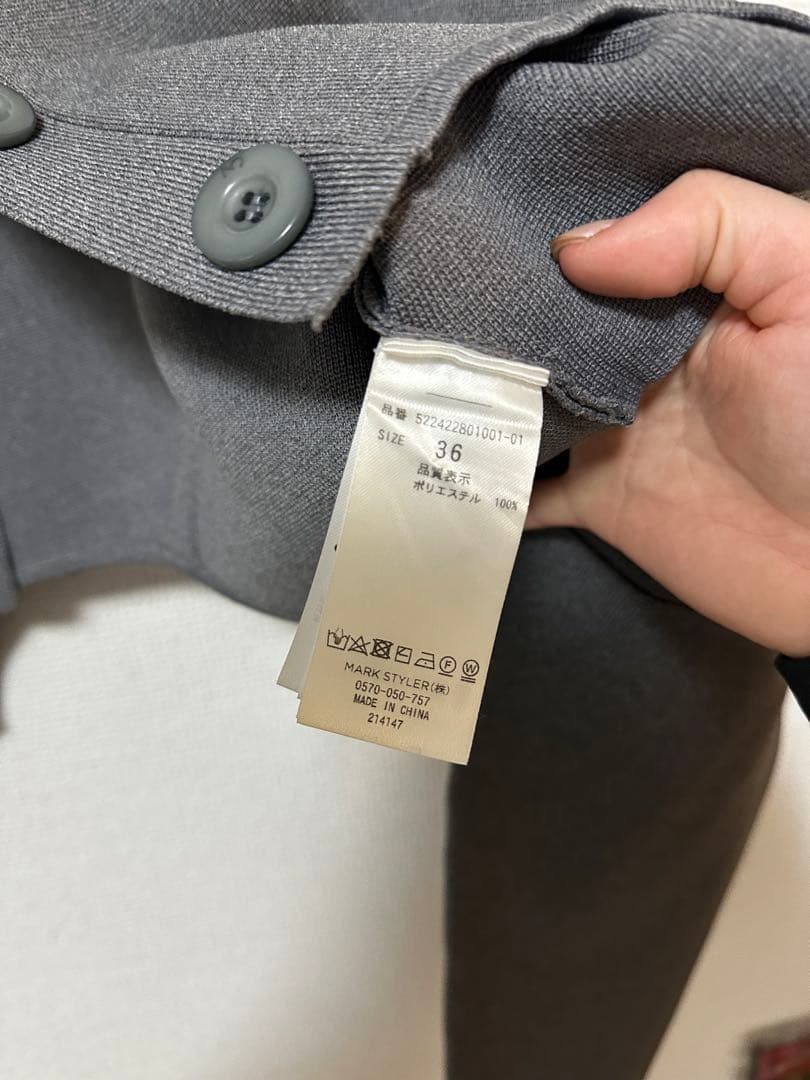 品番 522422801001-01
SIZE 36
品質表示
ポリエステル 100%
F W
MARK STYLER(株)
0570-050-757
MADE IN CHINA
214147